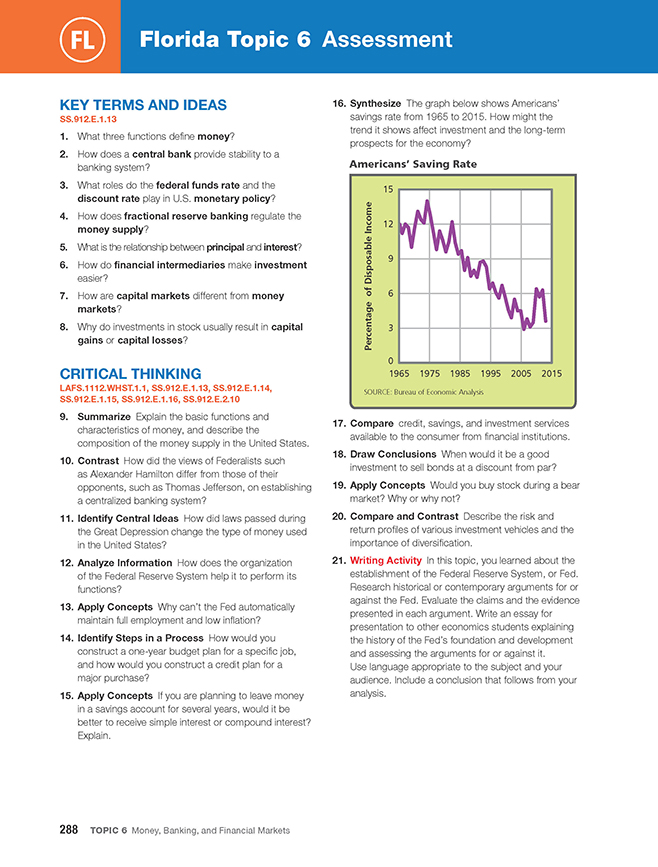 FL
Florida Topic 6 Assessment
KEY TERMS AND IDEAS
SS.912.E.1.13
1. What three functions define money?
2. How does a central bank provide stability to a
banking system?
3. What roles do the federal funds rate and the
discount rate play in U.S. monetary policy?
4. How does fractional reserve banking regulate the
money supply?
5. What is the relationship between principal and interest?
6. How do financial intermediaries make investment
easier?
7. How are capital markets different from money
markets?
8. Why do investments in stock usually result in capital
gains or capital losses?
CRITICAL THINKING
LAFS.1112.WHST.1.1, SS.912.E.1.13, SS.912.E.1.14,
SS.912.E.1.15, SS.912.E.1.16, SS.912.E.2.10
9. Summarize Explain the basic functions and
characteristics of money, and describe the
composition of the money supply in the United States.
10. Contrast How did the views of Federalists such
as Alexander Hamilton differ from those of their
opponents, such as Thomas Jefferson, on establishing
a centralized banking system?
11. Identify Central Ideas How did laws passed during
the Great Depression change the type of money used
in the United States?
12. Analyze Information How does the organization
of the Federal Reserve System help it to perform its
functions?
13. Apply Concepts Why can't the Fed automatically
maintain full employment and low inflation?
14. Identify Steps in a Process How would you
construct a one-year budget plan for a specific job,
and how would you construct a credit plan for a
major purchase?
15. Apply Concepts If you are planning to leave money
in a savings account for several years, would it be
better to receive simple interest or compound interest?
Explain.
16. Synthesize The graph below shows Americans'
savings rate from 1965 to 2015. How might the
trend it shows affect investment and the long-term
prospects for the economy?
Americans' Saving Rate
Percentage of Disposable Income
15
12
9
6
3
0
1965 1975 1985 1995 2005 2015
SOURCE: Bureau of Economic Analysis
17. Compare credit, savings, and investment services
available to the consumer from financial institutions.
18. Draw Conclusions When would it be a good
investment to sell bonds at a discount from par?
19. Apply Concepts Would you buy stock during a bear
market? Why or why not?
20. Compare and Contrast Describe the risk and
return profiles of various investment vehicles and the
importance of diversification.
21. Writing Activity In this topic, you learned about the
establishment of the Federal Reserve System, or Fed.
Research historical or contemporary arguments for or
against the Fed. Evaluate the claims and the evidence
presented in each argument. Write an essay for
presentation to other economics students explaining
the history of the Fed's foundation and development
and assessing the arguments for or against it.
Use language appropriate to the subject and your
audience. Include a conclusion that follows from your
analysis.
288 TOPIC 6 Money, Banking, and Financial Markets